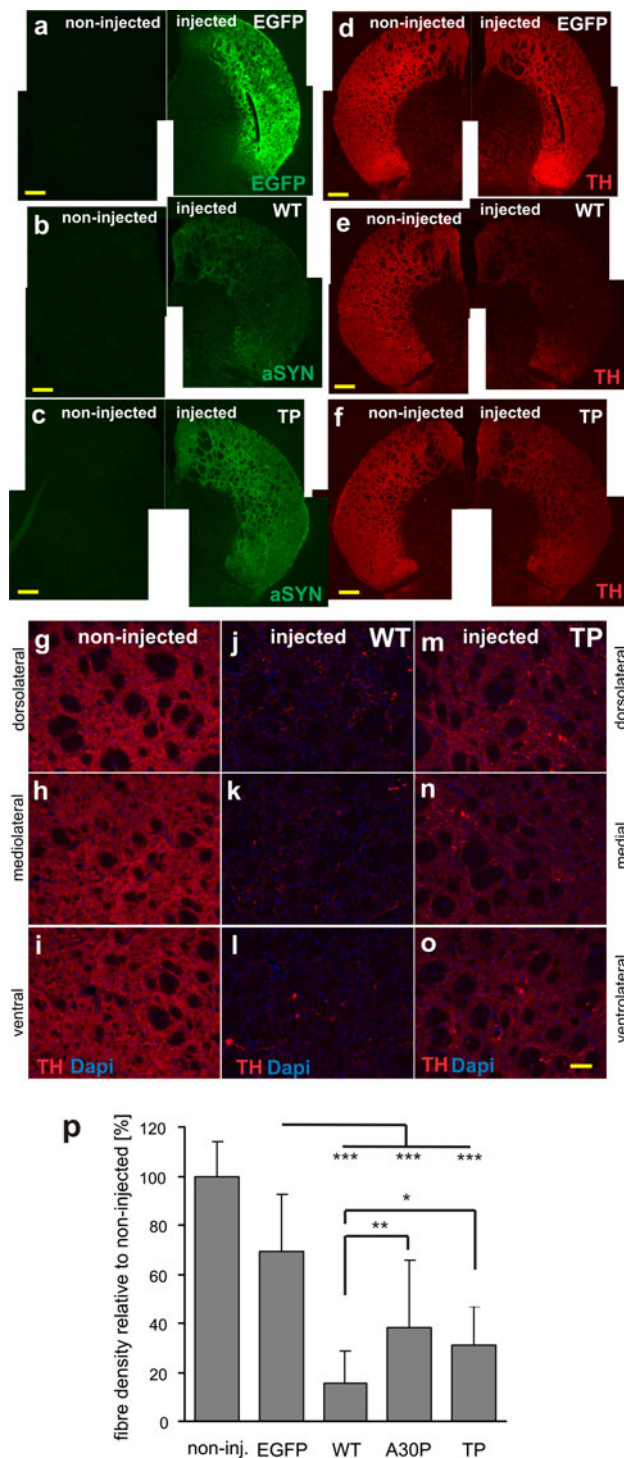 a non-injected injected EGFP
EGFP
d non-injected injected EGFP
TH
b non-injected injected WT
aSYN
e non-injected injected WT
TH
c non-injected injected TP
aSYN
f non-injected injected TP
TH
g non-injected j injected WT m injected TP
dorsolateral
dorsolateral
h k n
mediolateral
medial
i l o
ventral
ventrolateral
TH Dapi TH Dapi TH Dapi
p
fibre density relative to non-injected [%]
120
100
80
60
40
20
0
*** *** ***
*
**
non-inj. EGFP WT A30P TP